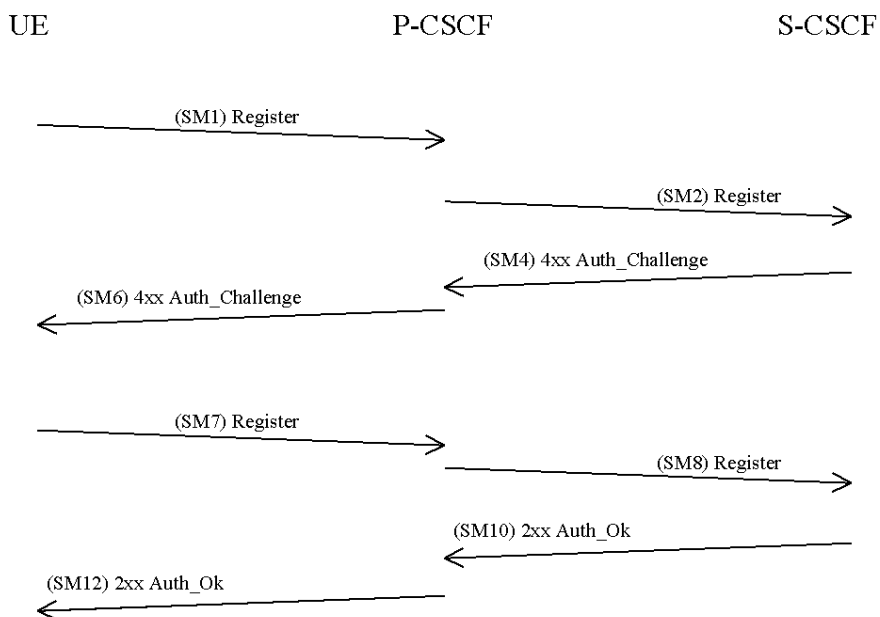 UE P-CSCF S-CSCF
(SM1) Register
(SM2) Register
(SM4) 4xx Auth_Challenge
(SM6) 4xx Auth_Challenge
(SM7) Register
(SM8) Register
(SM10) 2xx Auth_Ok
(SM12) 2xx Auth_Ok